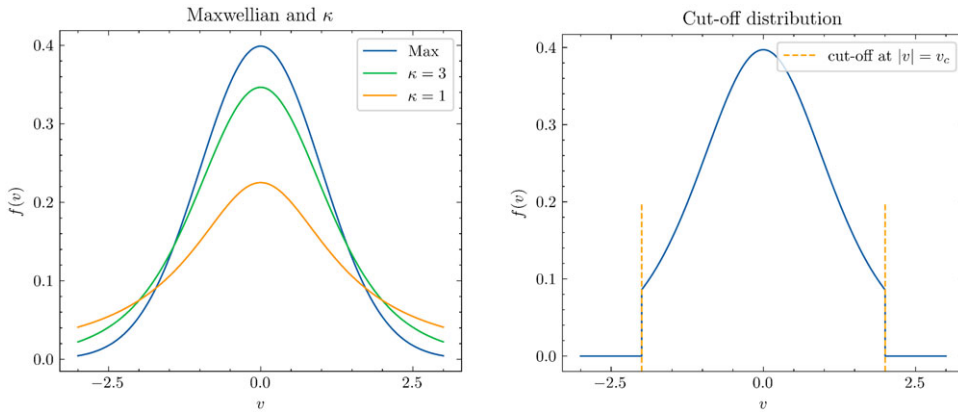 Maxwellian and κ
f(v)
0.4
0.3
0.2
0.1
0.0
Max
κ = 3
κ = 1
−2.5 0.0 2.5
v
Cut-off distribution
f(v)
0.4
0.3
0.2
0.1
0.0
cut-off at |v| = v_c
−2.5 0.0 2.5
v